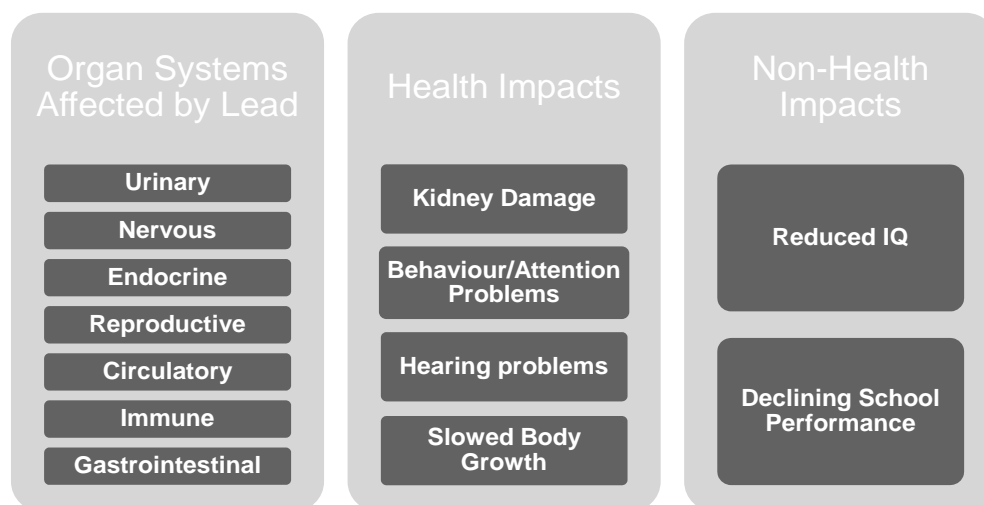 Organ Systems
Affected by Lead
Urinary
Nervous
Endocrine
Reproductive
Circulatory
Immune
Gastrointestinal
Health Impacts
Kidney Damage
Behaviour/Attention
Problems
Hearing problems
Slowed Body
Growth
Non-Health
Impacts
Reduced IQ
Declining School
Performance